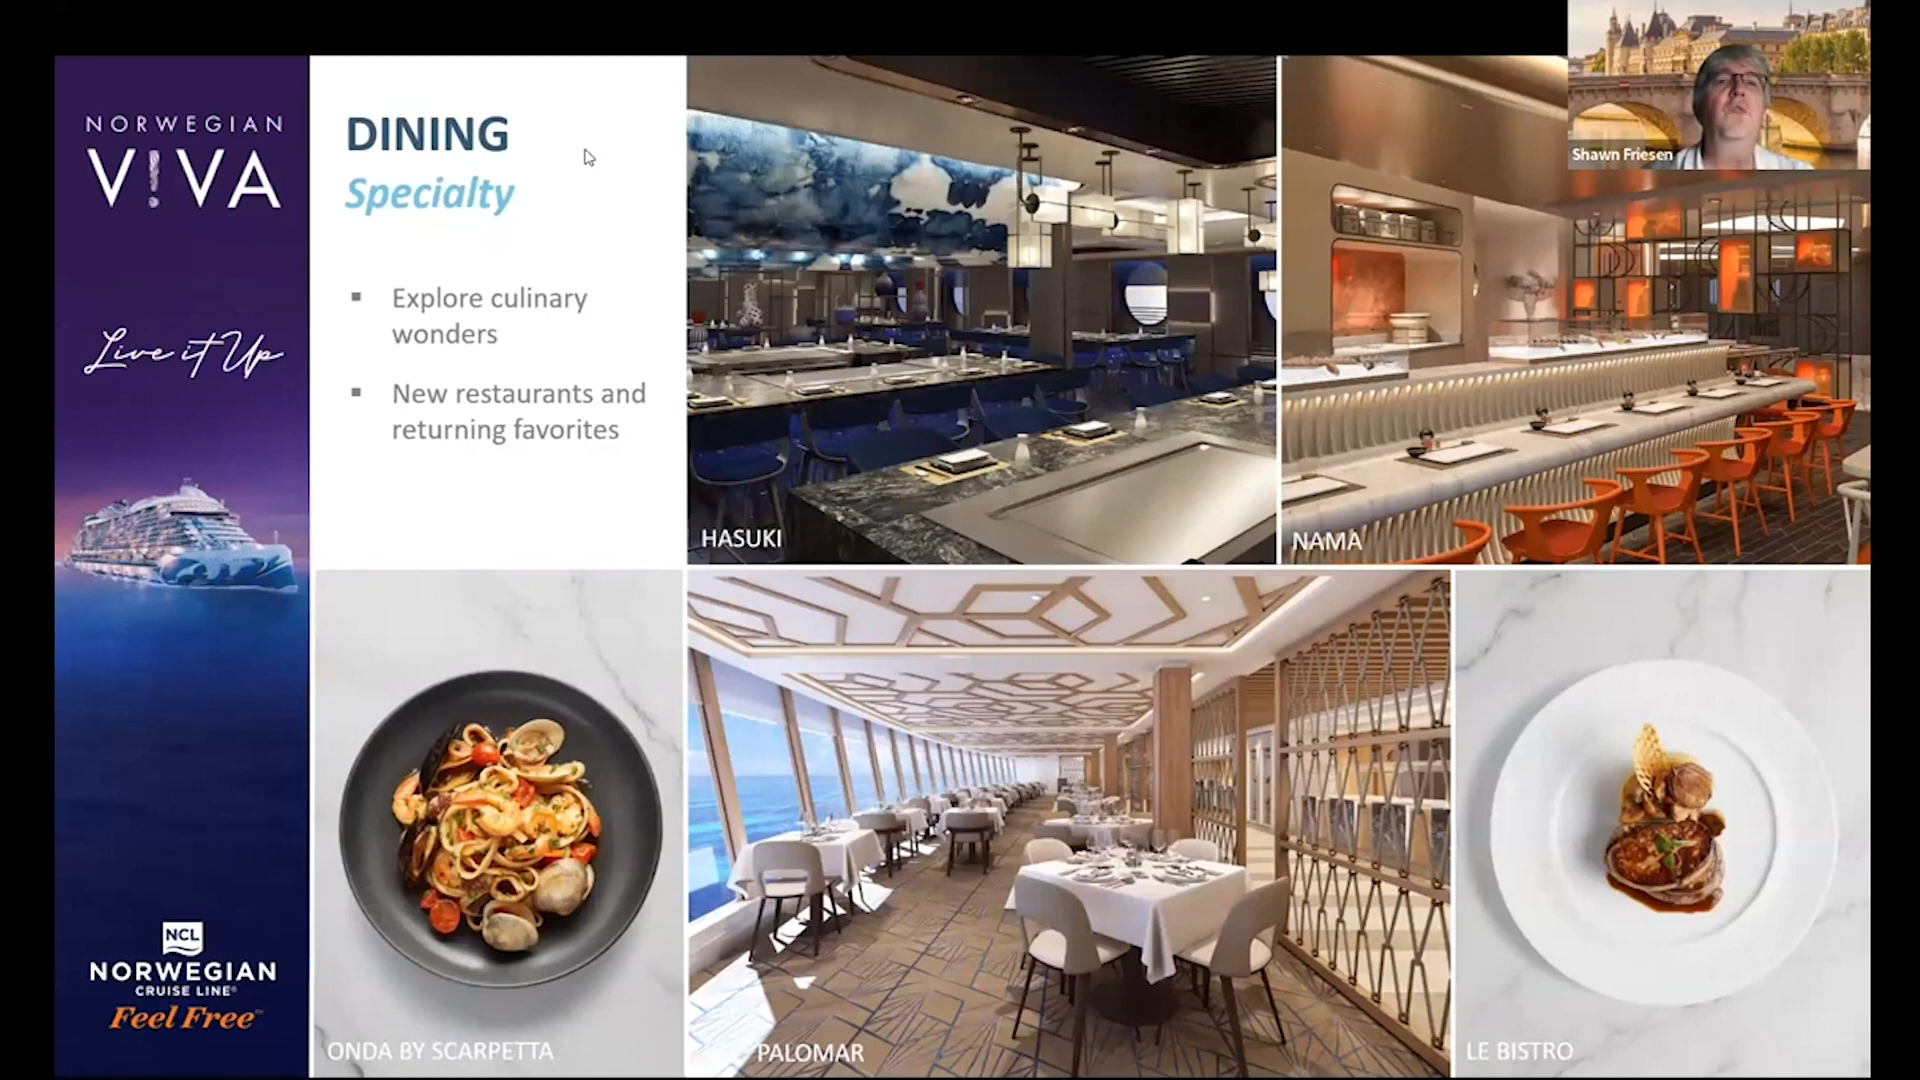 NORWEGIAN
V!VA
Live it Up
NCL
NORWEGIAN
CRUISE LINE®
Feel Free™
DINING
Specialty
▪ Explore culinary
wonders
▪ New restaurants and
returning favorites
HASUKI
NAMA
Shawn Friesen
ONDA BY SCARPETTA
PALOMAR
LE BISTRO